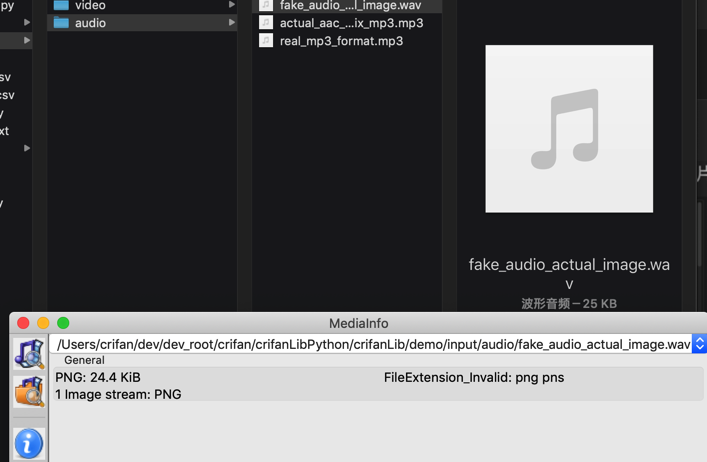 py
video
audio
fake_audio_...l_image.wav
actual_aac_...ix_mp3.mp3
real_mp3_format.mp3
sv
csv
y
xt
y
片
fake_audio_actual_image.wa
v
波形音频 — 25 KB
MediaInfo
/Users/crifan/dev/dev_root/crifan/crifanLibPython/crifanLib/demo/input/audio/fake_audio_actual_image.wav
General
PNG: 24.4 KiB
FileExtension_Invalid: png pns
1 Image stream: PNG